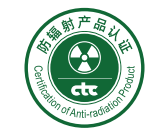 防辐射产品认证
ctc
Certification of Anti-radiation Product